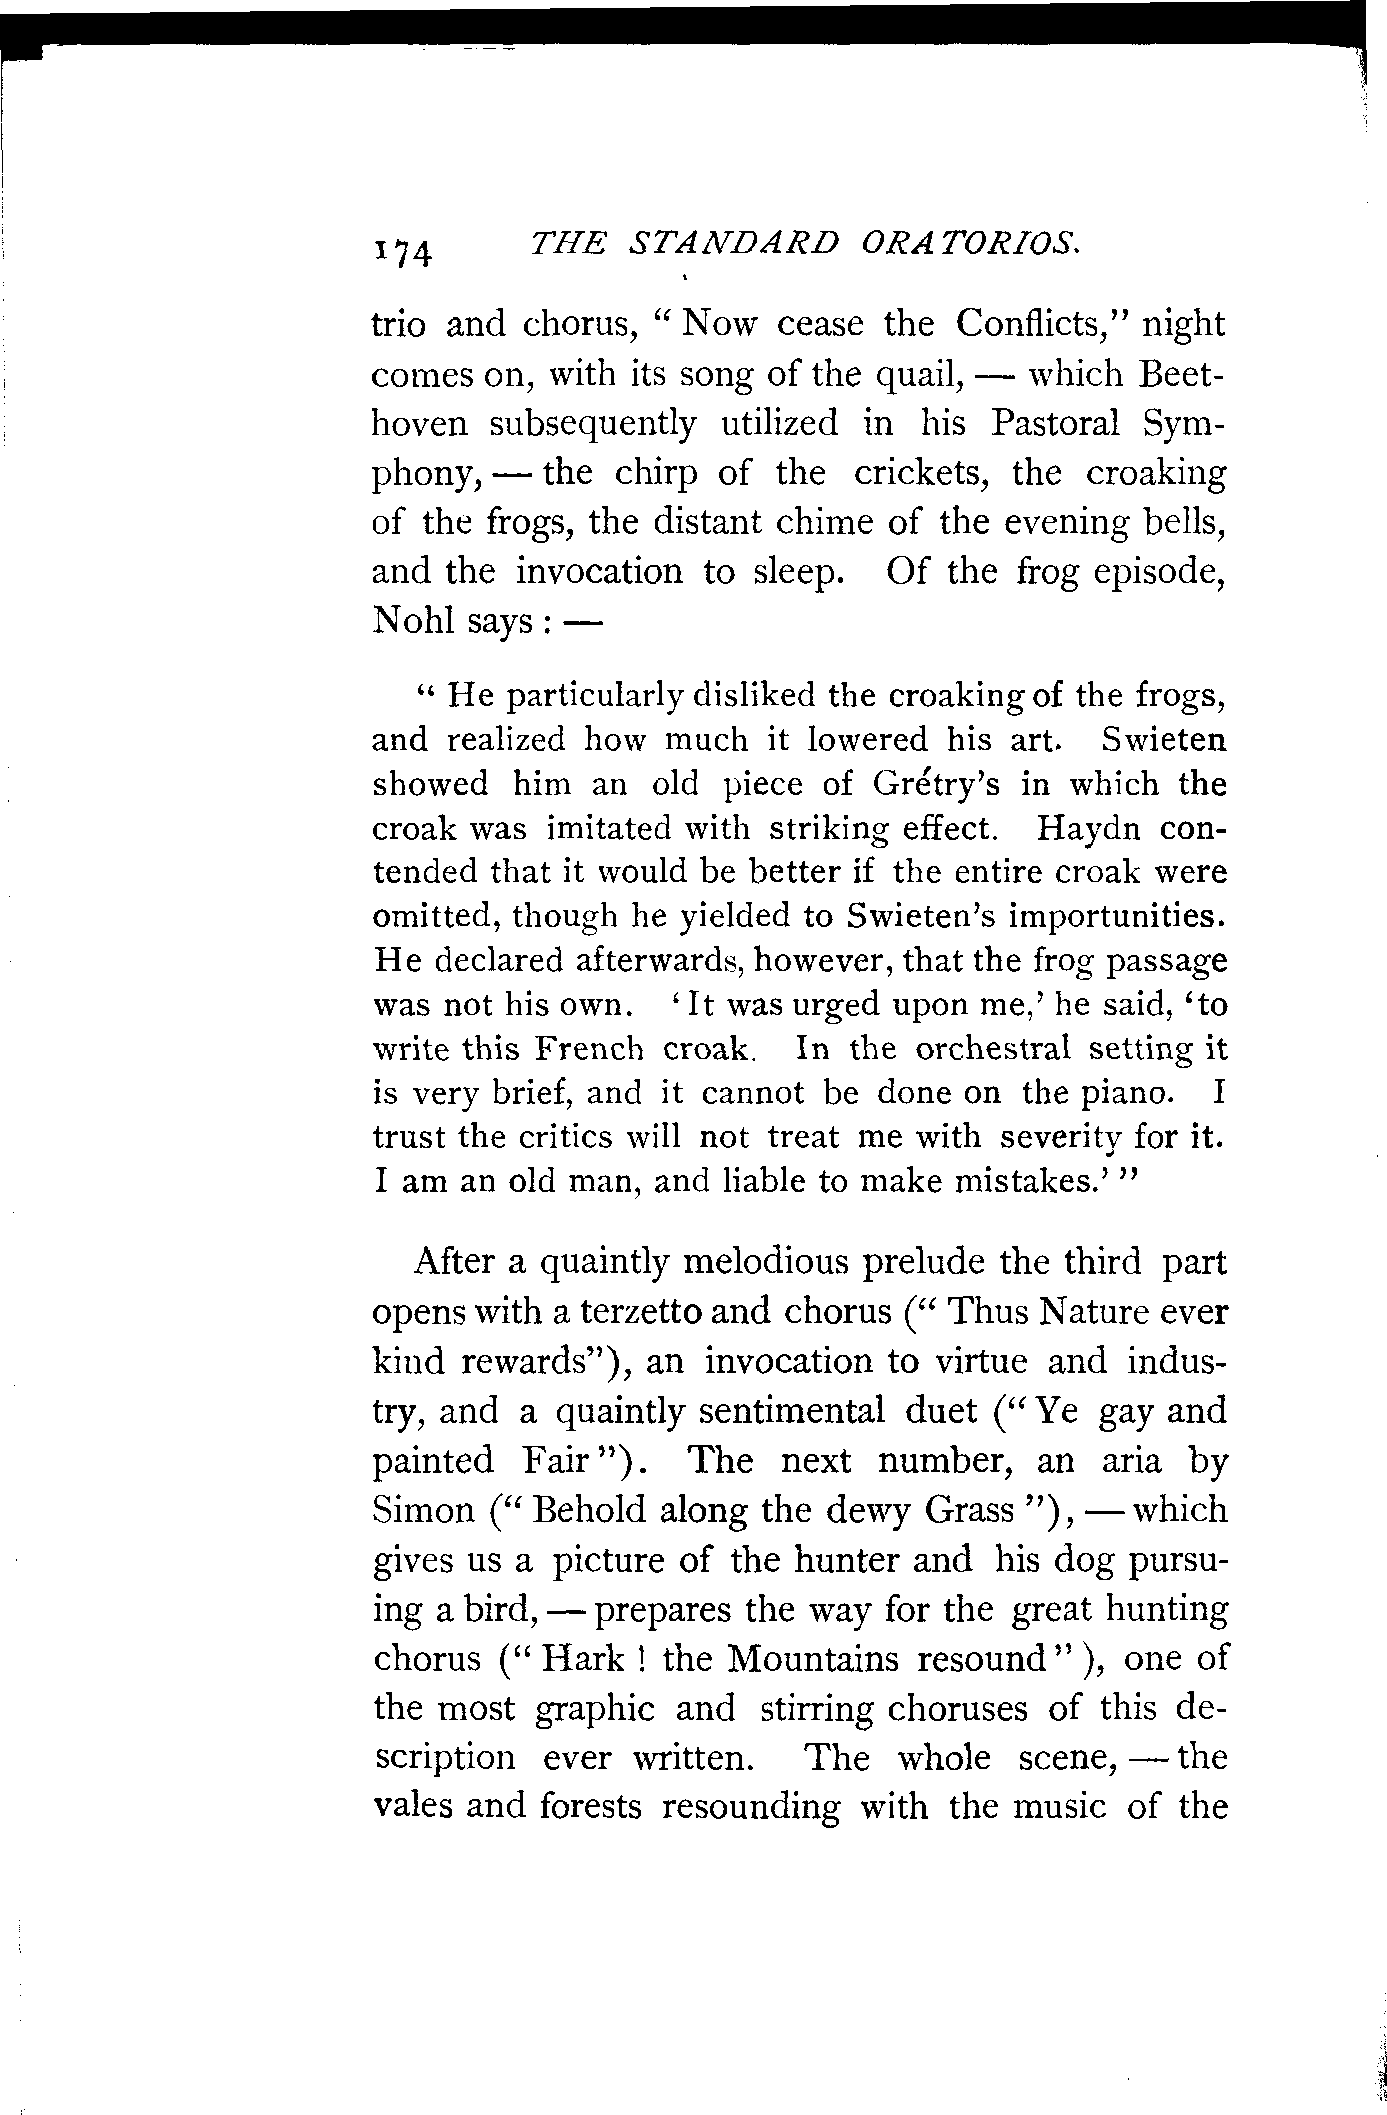 174 THE STANDARD ORATORIOS.
trio and chorus, “ Now cease the Conflicts,” night
comes on, with its song of the quail, — which Beet-
hoven subsequently utilized in his Pastoral Sym-
phony, — the chirp of the crickets, the croaking
of the frogs, the distant chime of the evening bells,
and the invocation to sleep. Of the frog episode,
Nohl says : —
“ He particularly disliked the croaking of the frogs,
and realized how much it lowered his art. Swieten
showed him an old piece of Grétry’s in which the
croak was imitated with striking effect. Haydn con-
tended that it would be better if the entire croak were
omitted, though he yielded to Swieten’s importunities.
He declared afterwards, however, that the frog passage
was not his own. ‘ It was urged upon me,’ he said, ‘to
write this French croak. In the orchestral setting it
is very brief, and it cannot be done on the piano. I
trust the critics will not treat me with severity for it.
I am an old man, and liable to make mistakes.’ ”
After a quaintly melodious prelude the third part
opens with a terzetto and chorus (“ Thus Nature ever
kind rewards”), an invocation to virtue and indus-
try, and a quaintly sentimental duet (“ Ye gay and
painted Fair ”). The next number, an aria by
Simon (“ Behold along the dewy Grass ”), — which
gives us a picture of the hunter and his dog pursu-
ing a bird, — prepares the way for the great hunting
chorus (“ Hark ! the Mountains resound ” ), one of
the most graphic and stirring choruses of this de-
scription ever written. The whole scene, — the
vales and forests resounding with the music of the